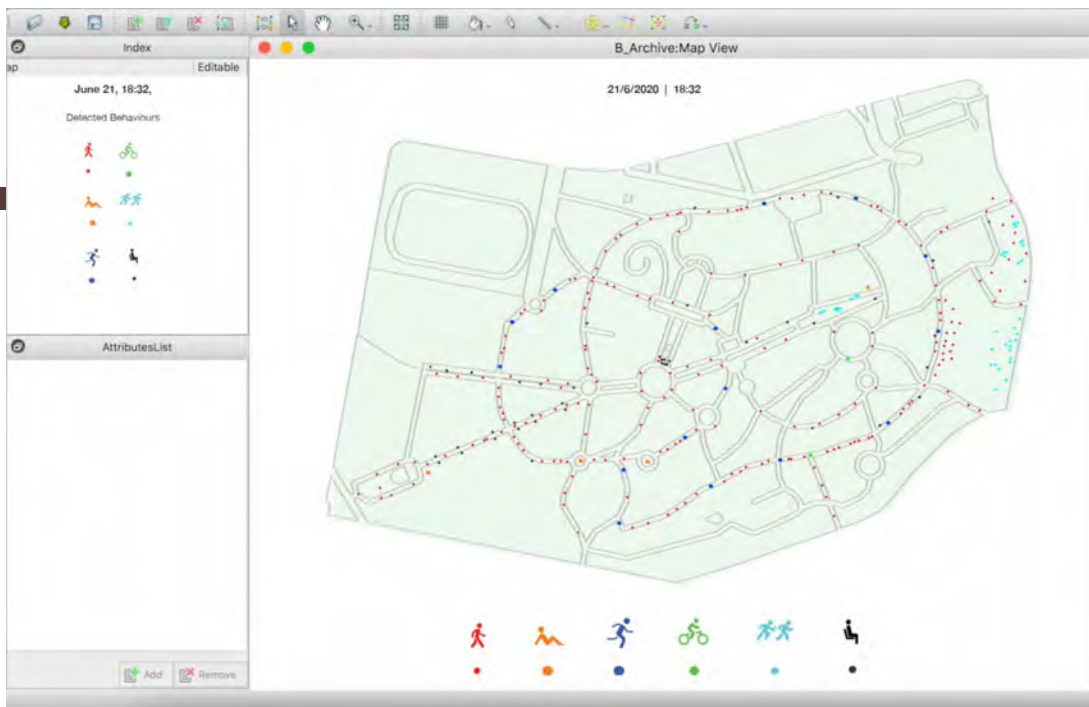 Index
B_Archive:Map View
ap
Editable
June 21, 18:32,
21/6/2020 | 18:32
Detected Behaviours
AttributesList
Add
Remove